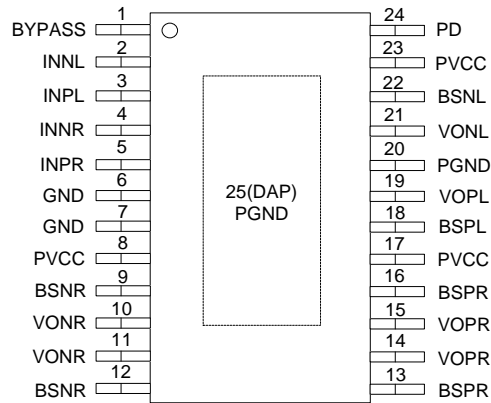 1
BYPASS
2
INNL
3
INPL
4
INNR
5
INPR
6
GND
7
GND
8
PVCC
9
BSNR
10
VONR
11
VONR
12
BSNR
25(DAP)
PGND
24
PD
23
PVCC
22
BSNL
21
VONL
20
PGND
19
VOPL
18
BSPL
17
PVCC
16
BSPR
15
VOPR
14
VOPR
13
BSPR